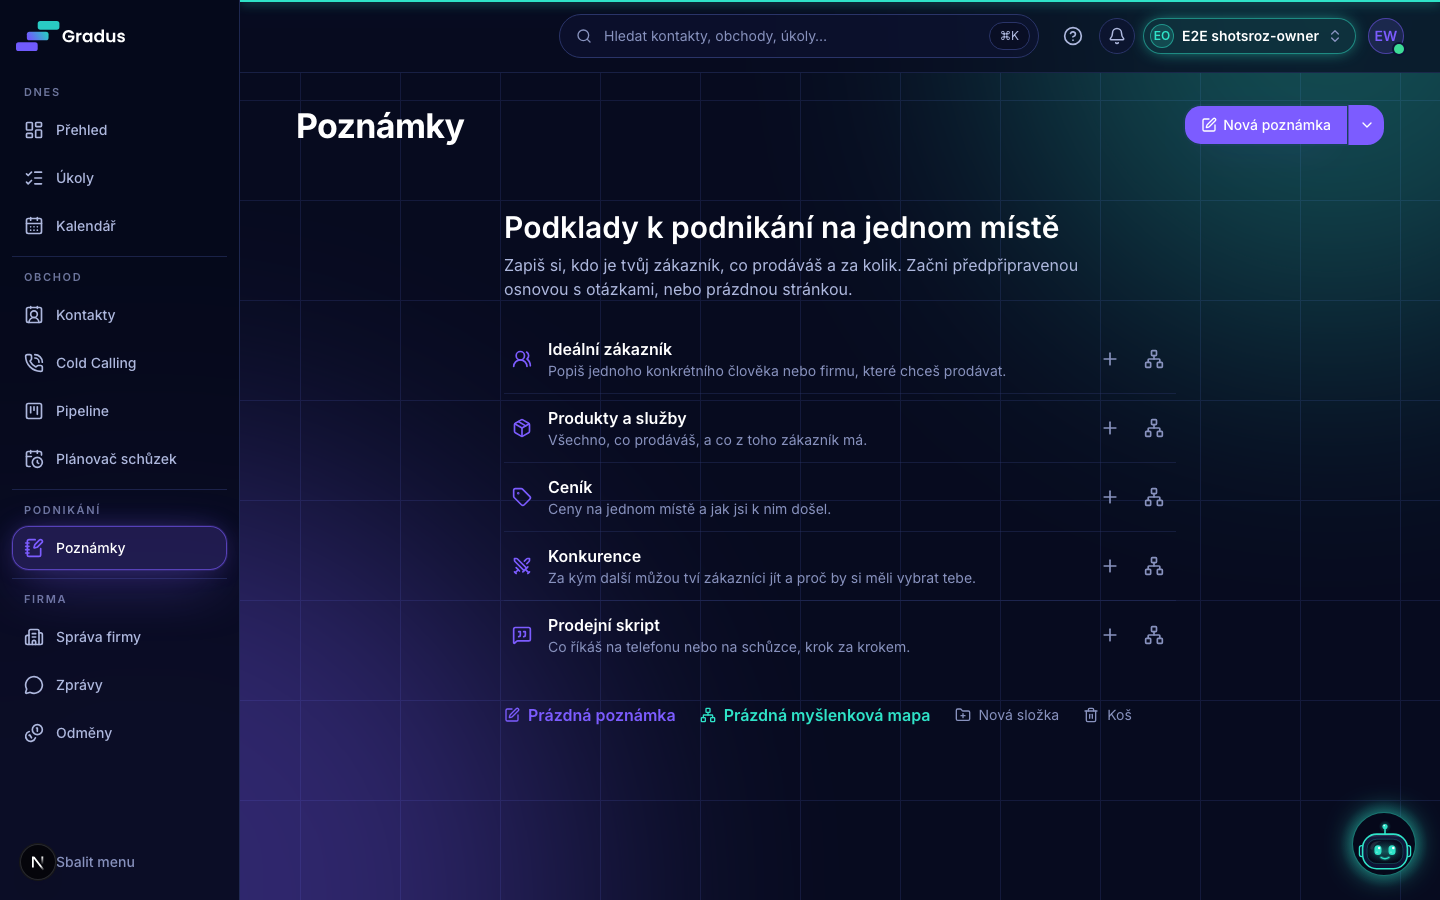 Gradus
Hledat kontakty, obchody, úkoly...
⌘K
EO
E2E shotsroz-owner
EW
DNES
Přehled
Úkoly
Kalendář
OBCHOD
Kontakty
Cold Calling
Pipeline
Plánovač schůzek
PODNIKÁNÍ
Poznámky
FIRMA
Správa firmy
Zprávy
Odměny
N
Sbalit menu
Poznámky
Nová poznámka
Podklady k podnikání na jednom místě
Zapiš si, kdo je tvůj zákazník, co prodáváš a za kolik. Začni předpřipravenou
osnovou s otázkami, nebo prázdnou stránkou.
Ideální zákazník
Popiš jednoho konkrétního člověka nebo firmu, které chceš prodávat.
Produkty a služby
Všechno, co prodáváš, a co z toho zákazník má.
Ceník
Ceny na jednom místě a jak jsi k nim došel.
Konkurence
Za kým další můžou tví zákazníci jít a proč by si měli vybrat tebe.
Prodejní skript
Co říkáš na telefonu nebo na schůzce, krok za krokem.
Prázdná poznámka
Prázdná myšlenková mapa
Nová složka
Koš